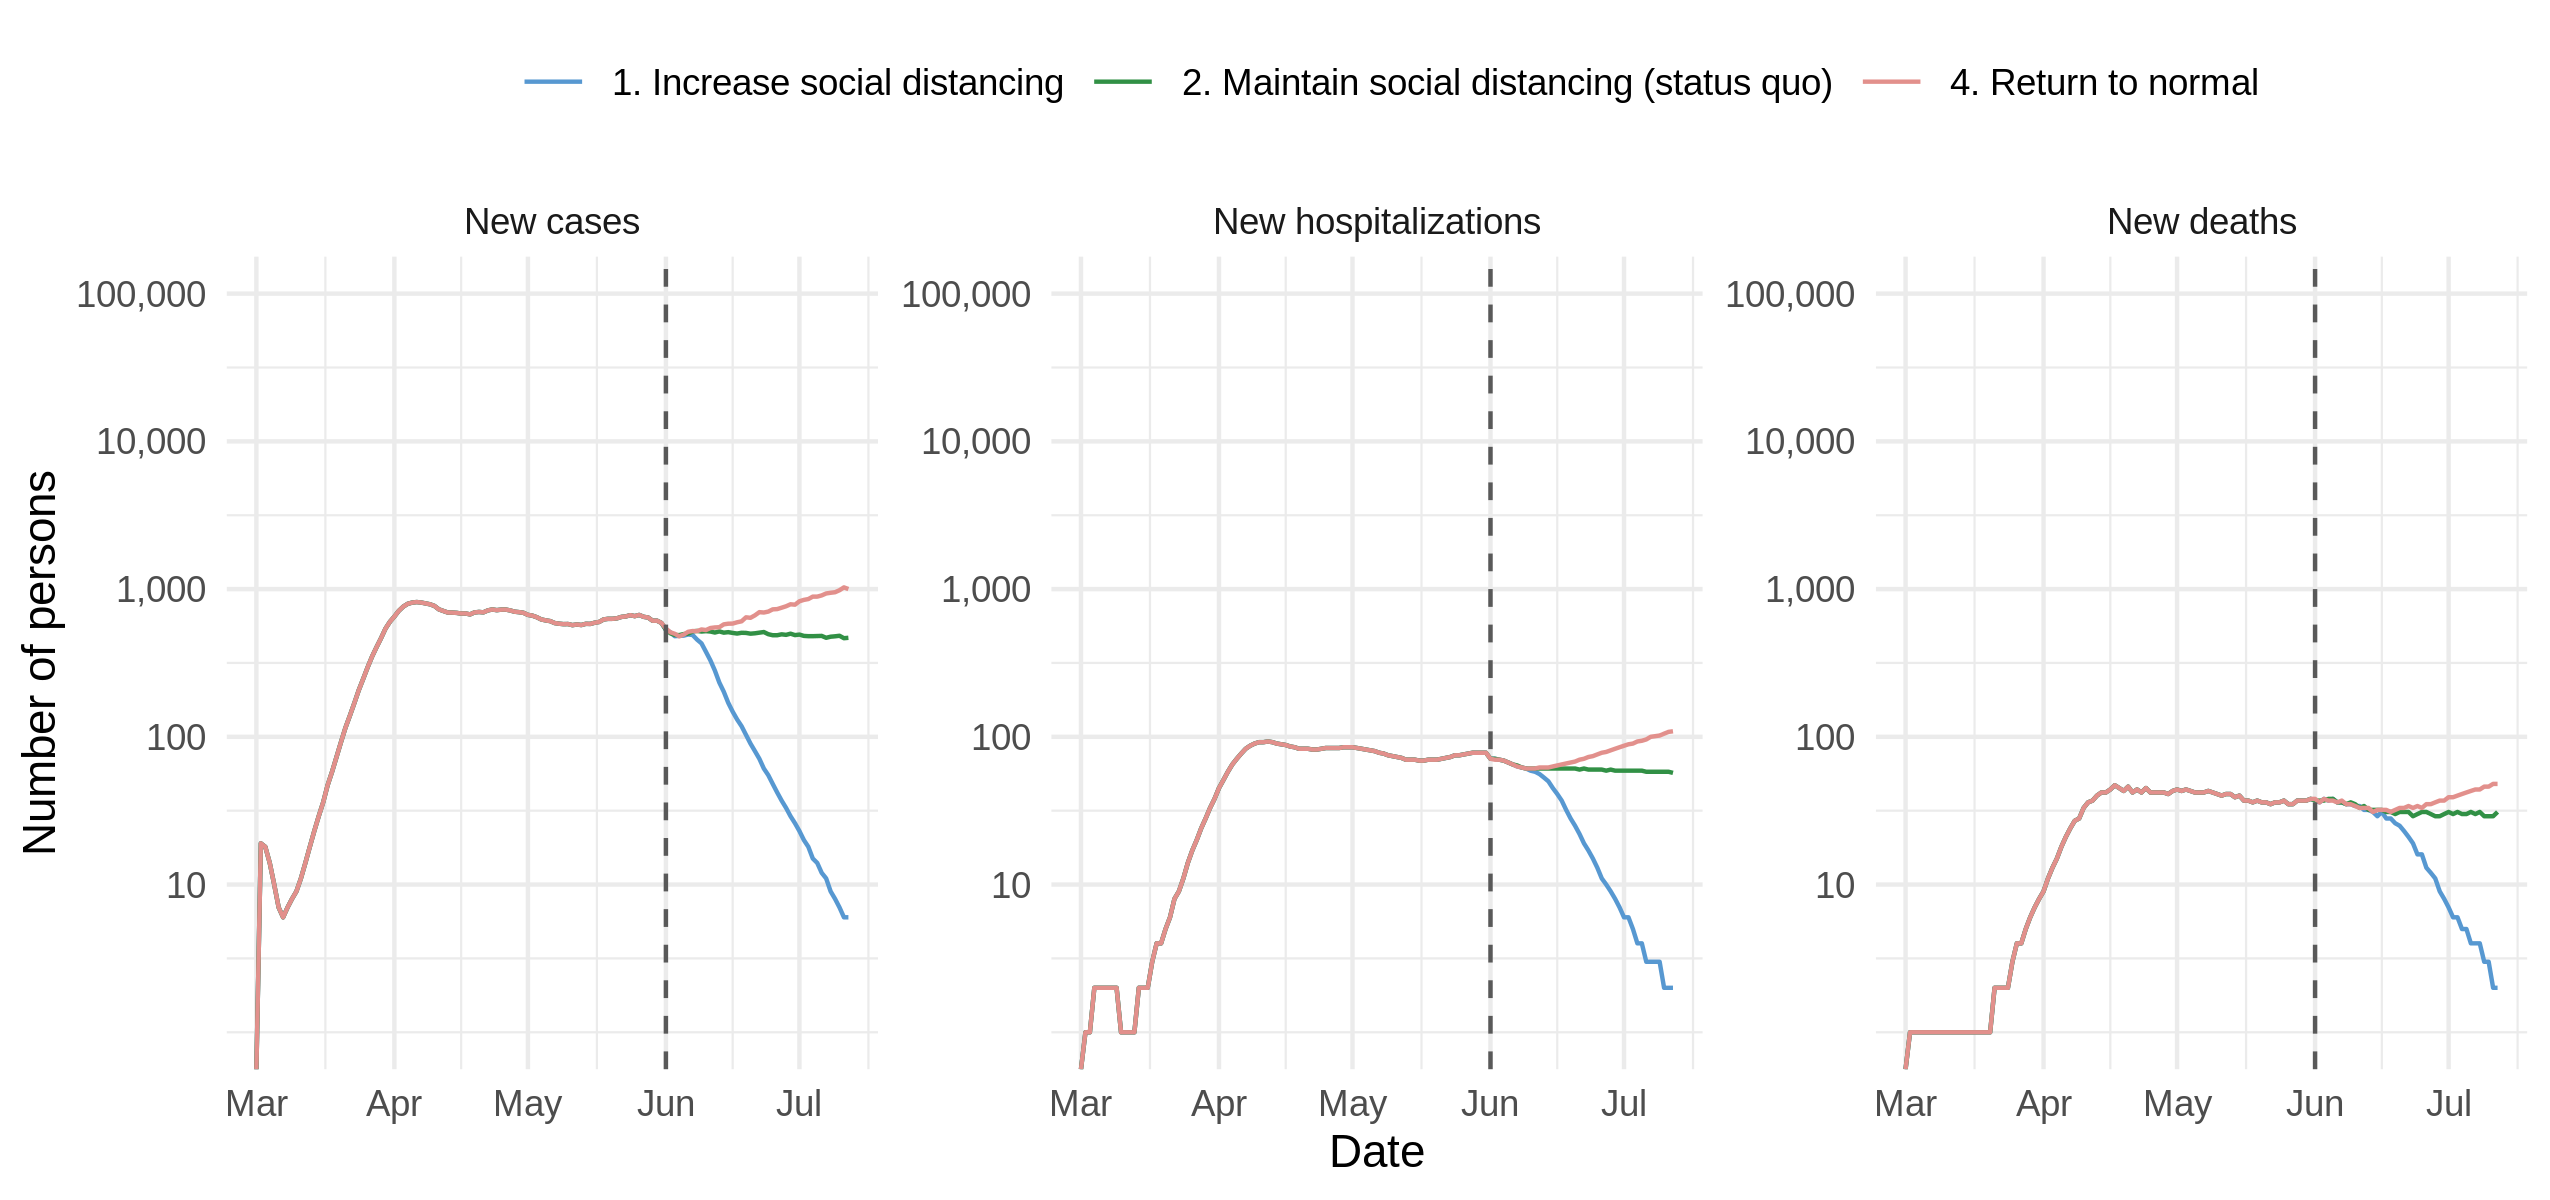 1. Increase social distancing 2. Maintain social distancing (status quo) 4. Return to normal
New cases New hospitalizations New deaths
Number of persons
100,000 100,000 100,000
10,000 10,000 10,000
1,000 1,000 1,000
100 100 100
10 10 10
Mar Apr May Jun Jul Mar Apr May Jun Jul Mar Apr May Jun Jul
Date